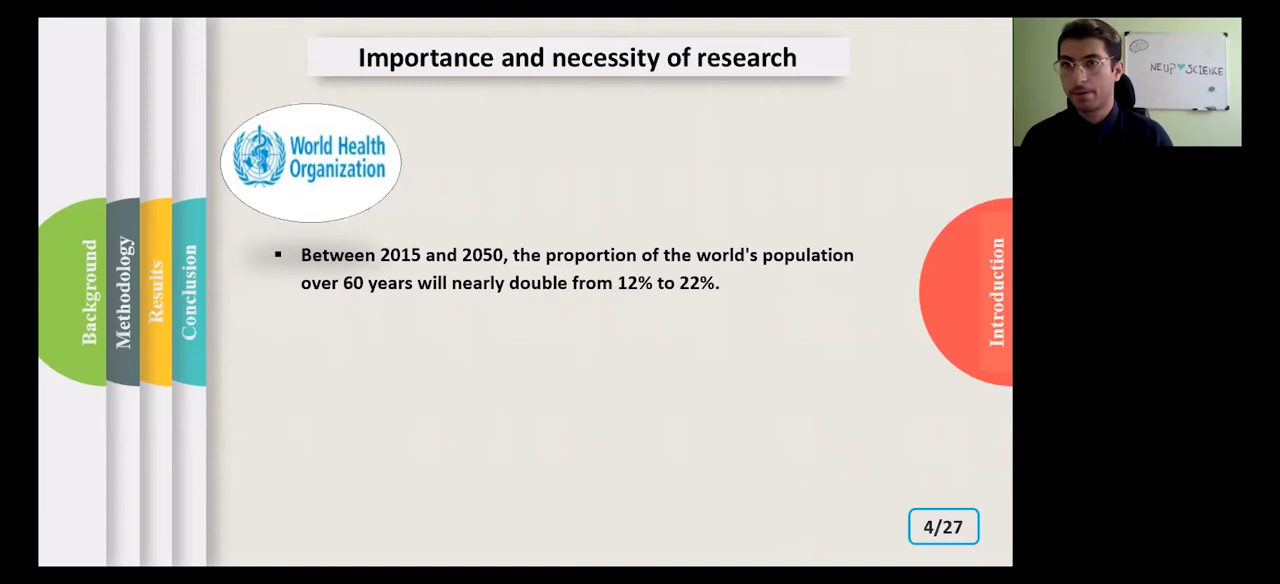 Importance and necessity of research
World Health
Organization
▪ Between 2015 and 2050, the proportion of the world's population
over 60 years will nearly double from 12% to 22%.
Background
Methodology
Results
Conclusion
Introduction
4/27
SCIENCE